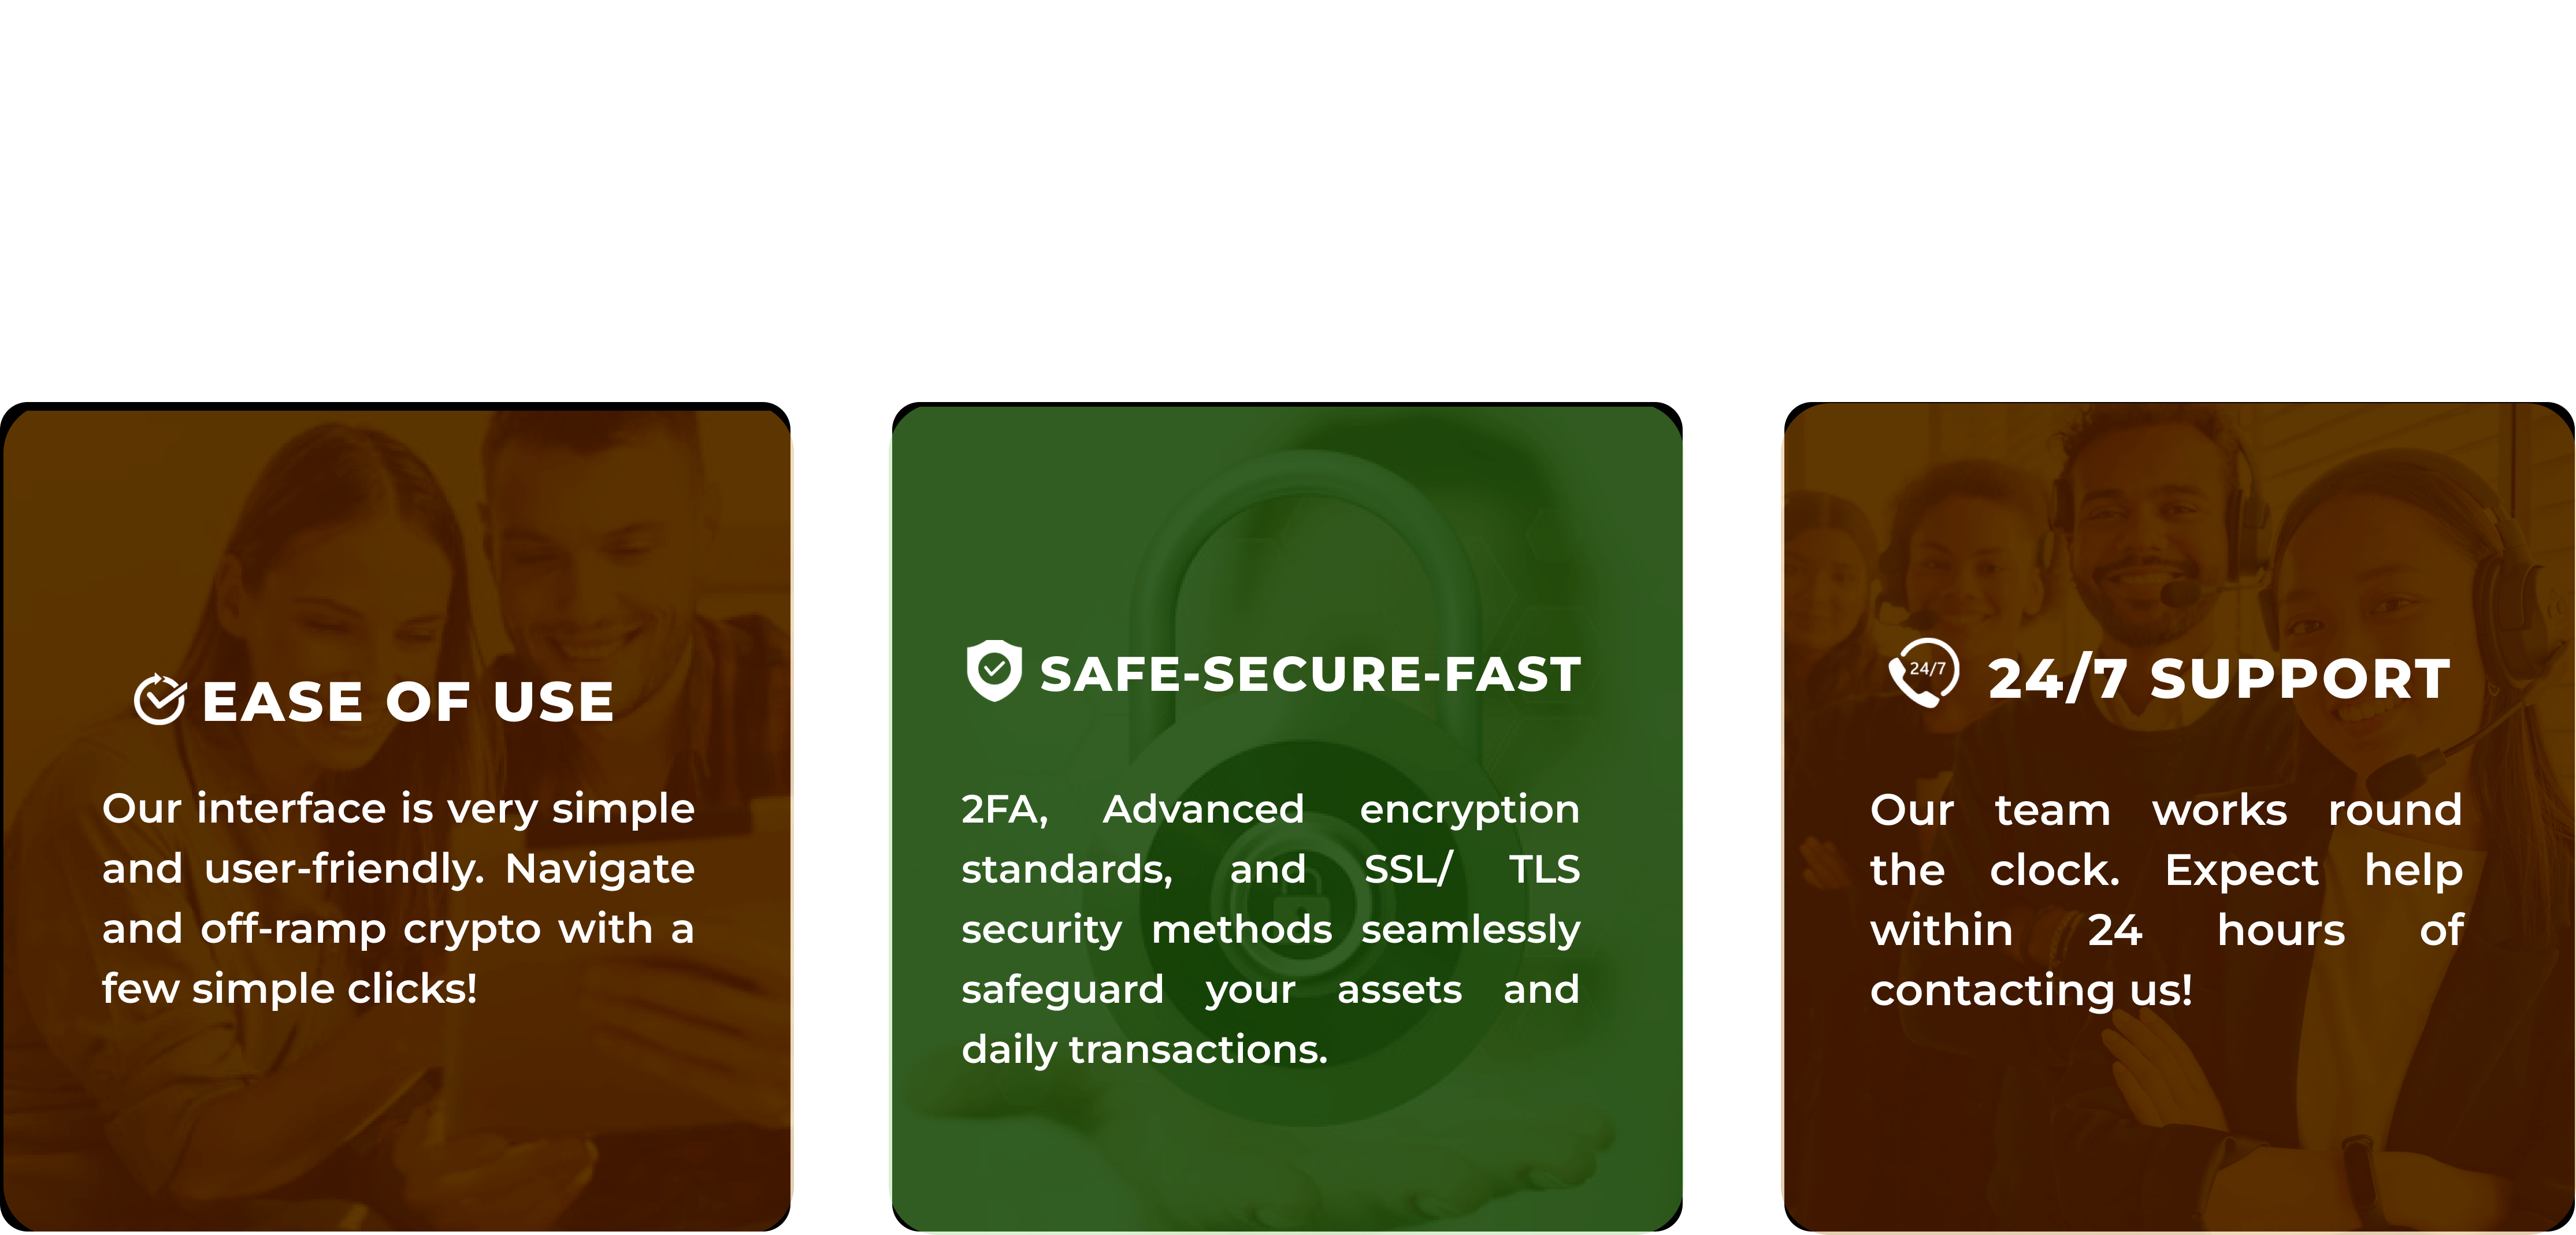 EASE OF USE
Our interface is very simple
and user-friendly. Navigate
and off-ramp crypto with a
few simple clicks!
SAFE-SECURE-FAST
2FA, Advanced encryption
standards, and SSL/ TLS
security methods seamlessly
safeguard your assets and
daily transactions.
24/7
24/7 SUPPORT
Our team works round
the clock. Expect help
within 24 hours of
contacting us!